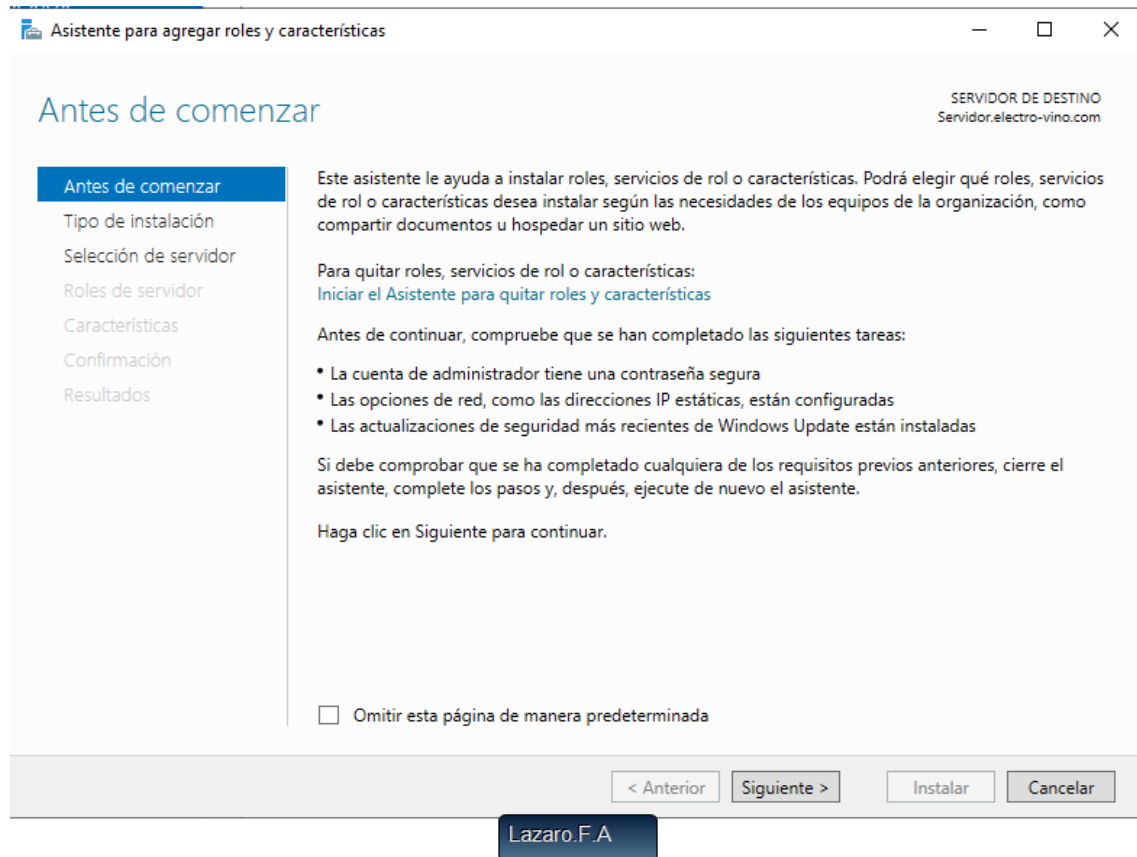 Asistente para agregar roles y características
Antes de comenzar
SERVIDOR DE DESTINO
Servidor.electro-vino.com
Antes de comenzar
Tipo de instalación
Selección de servidor
Roles de servidor
Características
Confirmación
Resultados
Este asistente le ayuda a instalar roles, servicios de rol o características. Podrá elegir qué roles, servicios
de rol o características desea instalar según las necesidades de los equipos de la organización, como
compartir documentos u hospedar un sitio web.
Para quitar roles, servicios de rol o características:
Iniciar el Asistente para quitar roles y características
Antes de continuar, compruebe que se han completado las siguientes tareas:
• La cuenta de administrador tiene una contraseña segura
• Las opciones de red, como las direcciones IP estáticas, están configuradas
• Las actualizaciones de seguridad más recientes de Windows Update están instaladas
Si debe comprobar que se ha completado cualquiera de los requisitos previos anteriores, cierre el
asistente, complete los pasos y, después, ejecute de nuevo el asistente.
Haga clic en Siguiente para continuar.
Omitir esta página de manera predeterminada
< Anterior
Siguiente >
Instalar
Cancelar
Lazaro.F.A